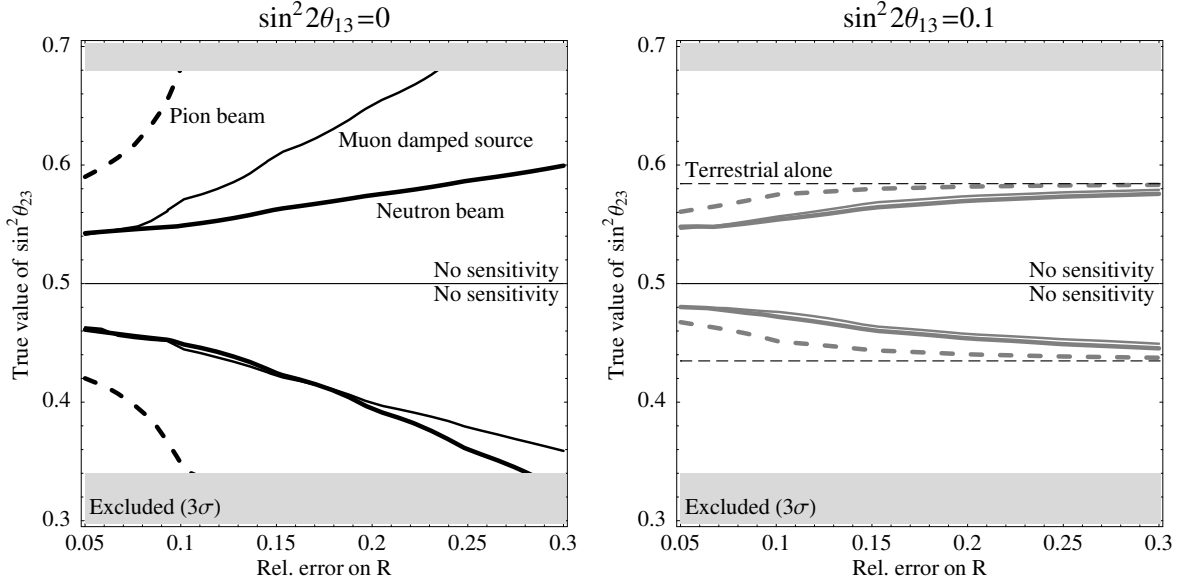 sin²2θ₁₃=0
True value of sin²θ₂₃
0.7
0.6
0.5
0.4
0.3
Pion beam
Muon damped source
Neutron beam
No sensitivity
No sensitivity
Excluded (3σ)
0.05 0.1 0.15 0.2 0.25 0.3
Rel. error on R
sin²2θ₁₃=0.1
True value of sin²θ₂₃
0.7
0.6
0.5
0.4
0.3
Terrestrial alone
No sensitivity
No sensitivity
Excluded (3σ)
0.05 0.1 0.15 0.2 0.25 0.3
Rel. error on R